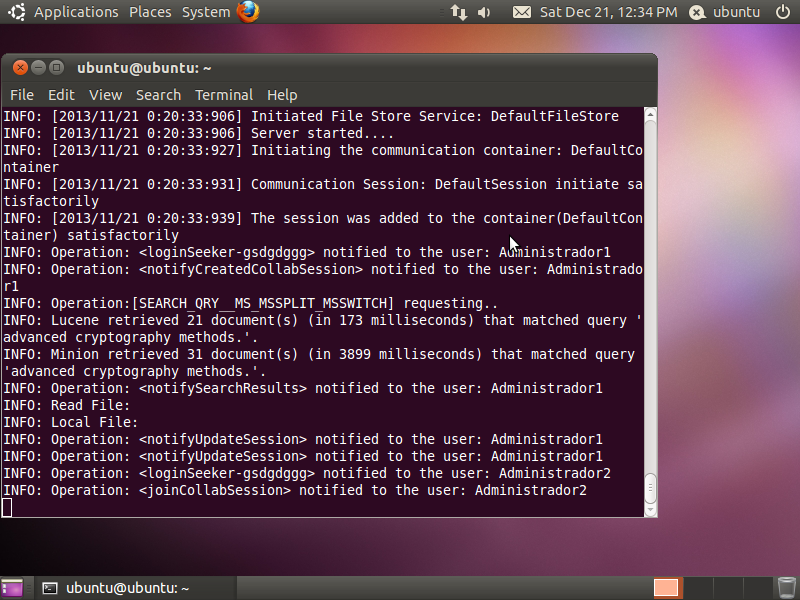 Applications Places System
Sat Dec 21, 12:34 PM
ubuntu
ubuntu@ubuntu: ~
File Edit View Search Terminal Help
INFO: [2013/11/21 0:20:33:906] Initiated File Store Service: DefaultFileStore
INFO: [2013/11/21 0:20:33:906] Server started....
INFO: [2013/11/21 0:20:33:927] Initiating the communication container: DefaultCo
ntainer
INFO: [2013/11/21 0:20:33:931] Communication Session: DefaultSession initiate sa
tisfactorily
INFO: [2013/11/21 0:20:33:939] The session was added to the container(DefaultCon
tainer) satisfactorily
INFO: Operation: <loginSeeker-gsdgdggg> notified to the user: Administrador1
INFO: Operation: <notifyCreatedCollabSession> notified to the user: Administrado
r1
INFO: Operation:[SEARCH_QRY__MS_MSSPLIT_MSSWITCH] requesting..
INFO: Lucene retrieved 21 document(s) (in 173 milliseconds) that matched query '
advanced cryptography methods.'.
INFO: Minion retrieved 31 document(s) (in 3899 milliseconds) that matched query
'advanced cryptography methods.'.
INFO: Operation: <notifySearchResults> notified to the user: Administrador1
INFO: Read File:
INFO: Local File:
INFO: Operation: <notifyUpdateSession> notified to the user: Administrador1
INFO: Operation: <notifyUpdateSession> notified to the user: Administrador1
INFO: Operation: <loginSeeker-gsdgdggg> notified to the user: Administrador2
INFO: Operation: <joinCollabSession> notified to the user: Administrador2
ubuntu@ubuntu: ~